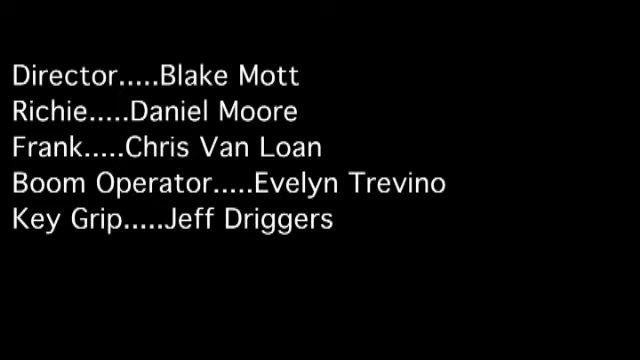 Director.....Blake Mott
Richie.....Daniel Moore
Frank.....Chris Van Loan
Boom Operator.....Evelyn Trevino
Key Grip.....Jeff Driggers